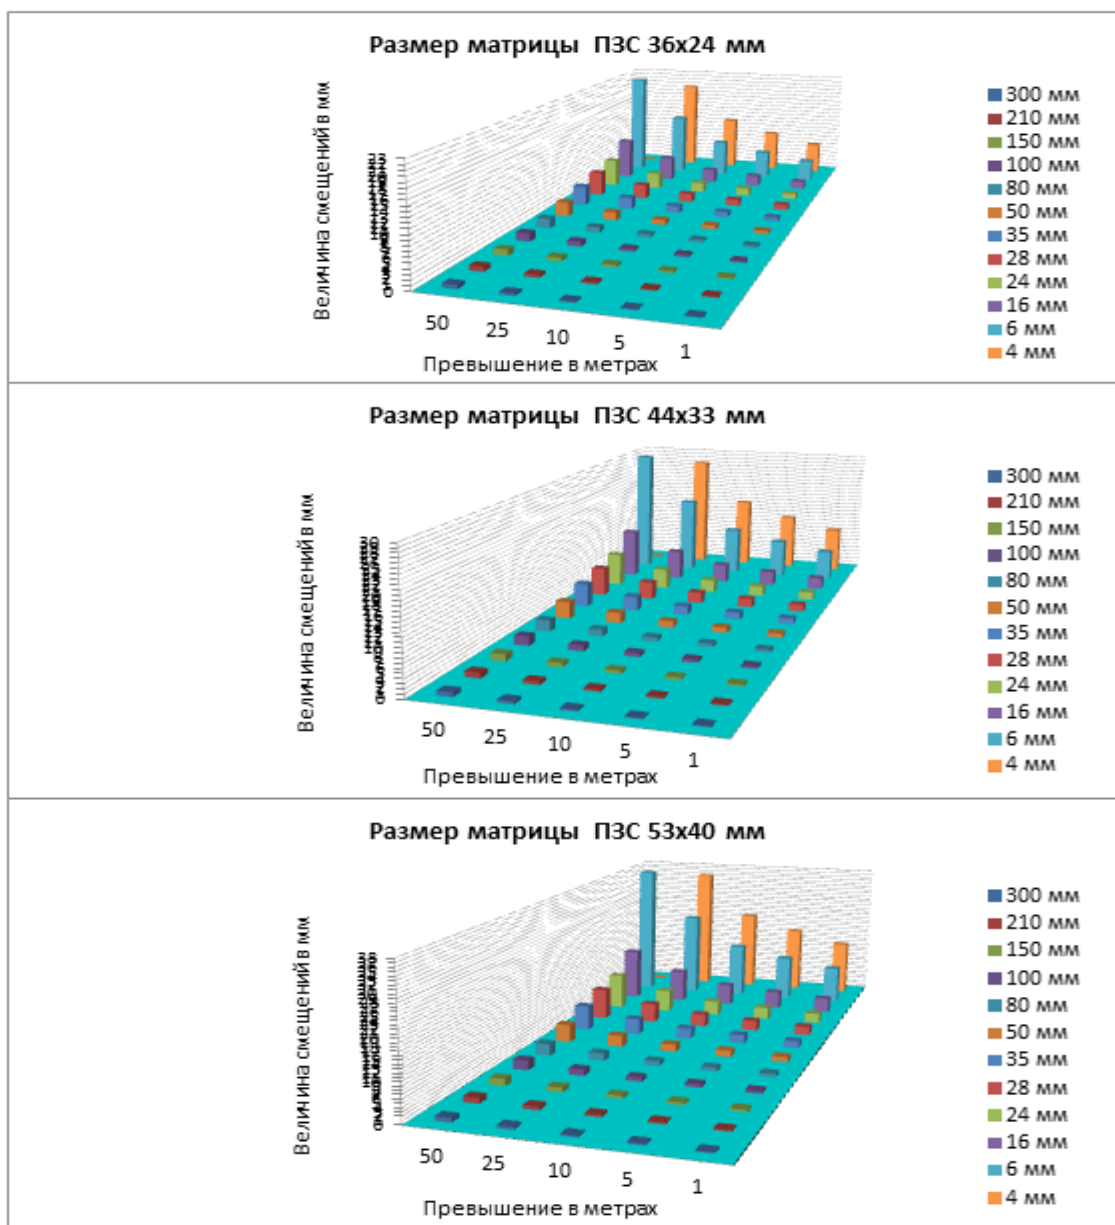 Размер матрицы ПЗС 36x24 мм
Величина смещений в мм
50
25
10
5
1
Превышение в метрах
300 мм
210 мм
150 мм
100 мм
80 мм
50 мм
35 мм
28 мм
24 мм
16 мм
6 мм
4 мм
Размер матрицы ПЗС 44x33 мм
Величина смещений в мм
50
25
10
5
1
Превышение в метрах
300 мм
210 мм
150 мм
100 мм
80 мм
50 мм
35 мм
28 мм
24 мм
16 мм
6 мм
4 мм
Размер матрицы ПЗС 53x40 мм
Величина смещений в мм
50
25
10
5
1
Превышение в метрах
300 мм
210 мм
150 мм
100 мм
80 мм
50 мм
35 мм
28 мм
24 мм
16 мм
6 мм
4 мм